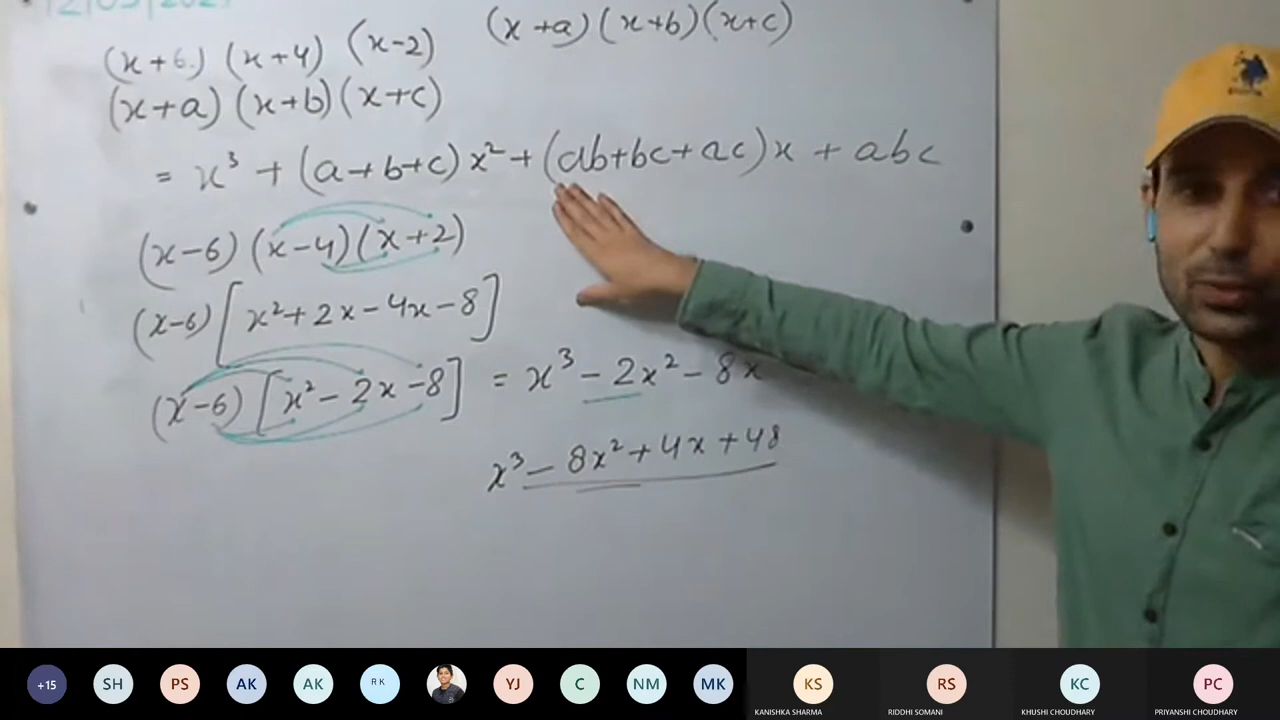 (x+6) (x+4) (x-2) (x+a)(x+b)(x+c)
(x+a) (x+b)(x+c)
= x³ + (a+b+c) x² + (ab+bc+ac)x + abc
(x-6) (x-4)(x+2)
(x-6) [x²+2x-4x-8]
(x-6) [x²-2x-8] = x³-2x²-8x
x³-8x²+4x+48
+15 SH PS AK AK RK YJ C NM MK KS RS KC PC
KANISHKA SHARMA RIDDHI SOMANI KHUSHI CHOUDHARY PRIYANSHI CHOUDHARY